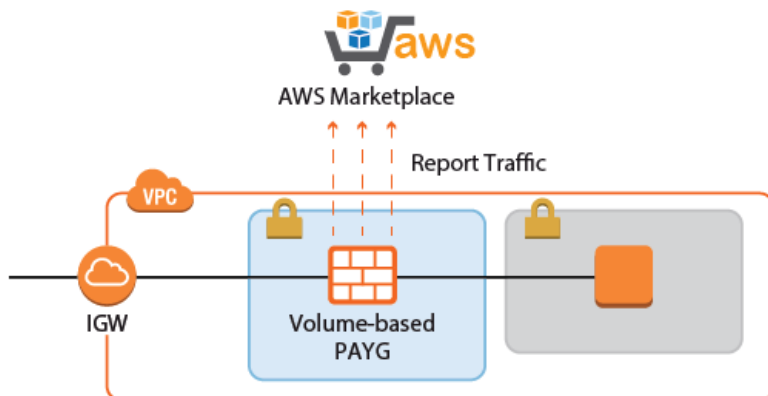 aws
AWS Marketplace
Report Traffic
VPC
IGW
Volume-based
PAYG